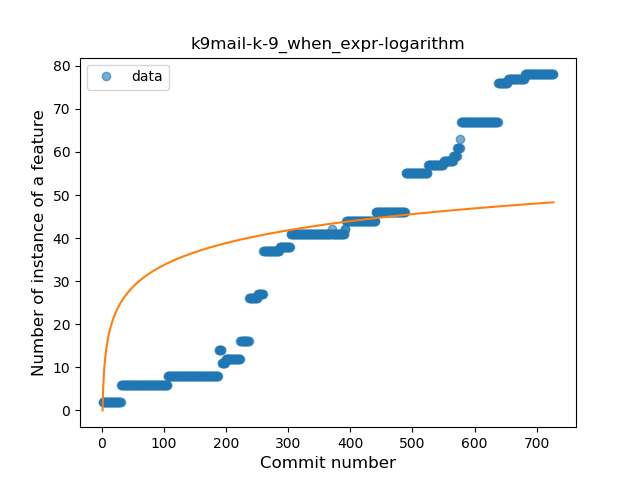 k9mail-k-9_when_expr-logarithm
data
Number of instance of a feature
80
70
60
50
40
30
20
10
0
0 100 200 300 400 500 600 700
Commit number